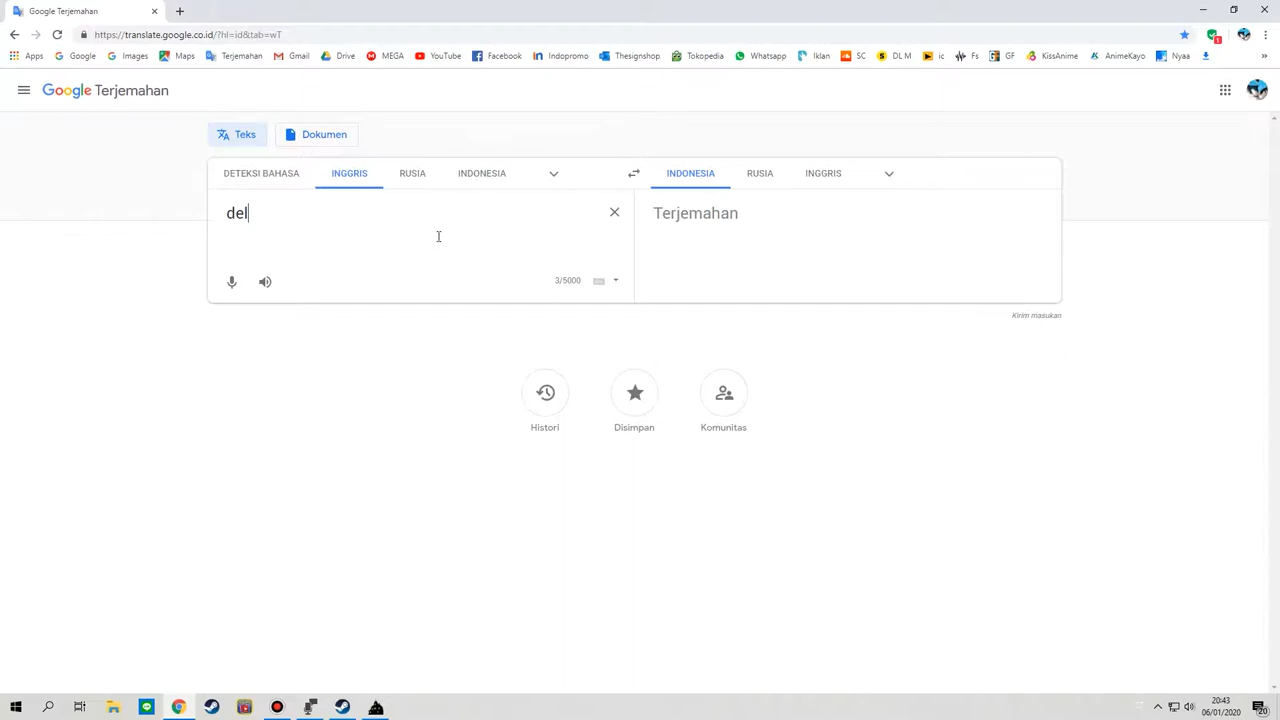 Google Terjemahan
translate.google.co.id/?hl=id&tab=wT
1
Apps Google Images Maps Terjemahan Gmail Drive MEGA YouTube Facebook Indopromo Thesignshop Tokopedia Whatsapp Iklan SC DL M ic Fs GF KissAnime AnimeKayo Nyaa
Google Terjemahan
Teks Dokumen
DETEKSI BAHASA INGGRIS RUSIA INDONESIA INDONESIA RUSIA INGGRIS
del Terjemahan
3/5000
Kirim masukan
Histori Disimpan Komunitas
20:43
06/01/2020
20